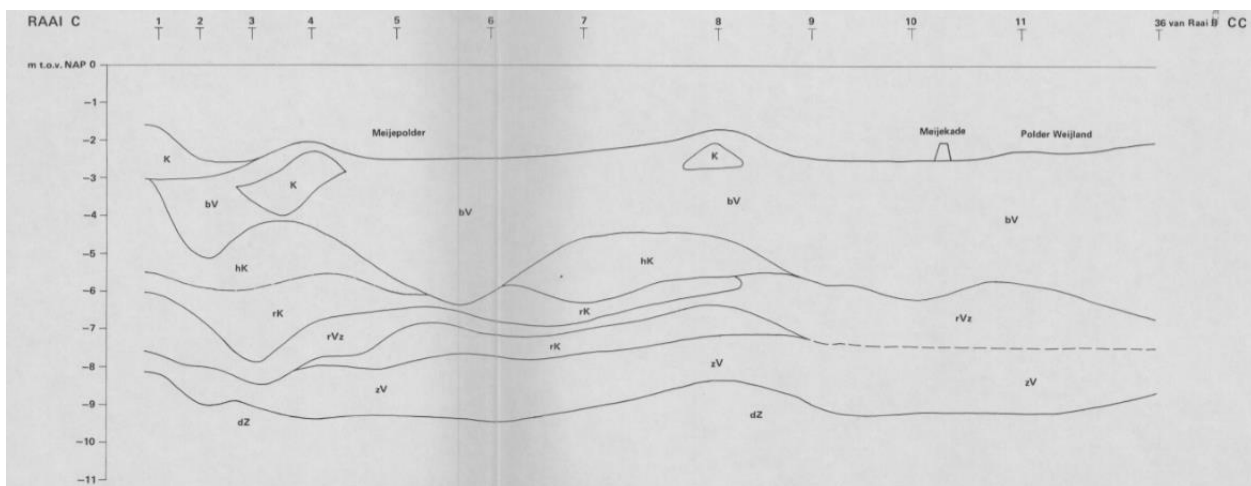 RAAI C 1 2 3 4 5 6 7 8 9 10 11 36 van Raai B CC
m t.o.v. NAP 0
-1
Meijepolder Meijekade Polder Weijland
-2
K K
-3
K
bV bV bV
-4
bV
-5
hK hK
-6
rK rK
rVz
-7
rVz rK
zV
-8
zV zV
-9
dZ dZ
-10
-11